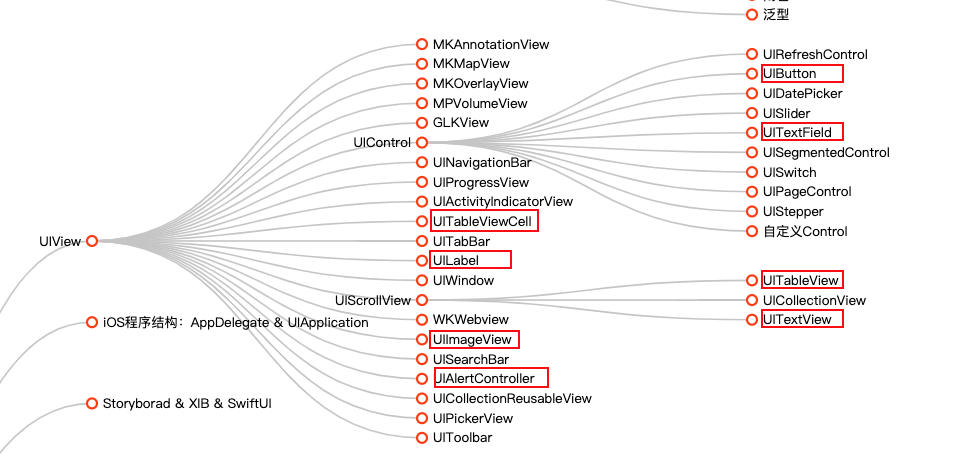 泛型
MKAnnotationView
MKMapView
MKOverlayView
MPVolumeView
GLKView
UIControl
UINavigationBar
UIProgressView
UIActivityIndicatorView
UITableViewCell
UITabBar
UILabel
UIWindow
UIScrollView
WKWebview
UIImageView
UISearchBar
UIAlertController
UICollectionReusableView
UIPickerView
UIToolbar
UIRefreshControl
UIButton
UIDatePicker
UISlider
UITextField
UISegmentedControl
UISwitch
UIPageControl
UIStepper
自定义Control
UITableView
UICollectionView
UITextView
UIView
iOS程序结构：AppDelegate & UIApplication
Storyborad & XIB & SwiftUI